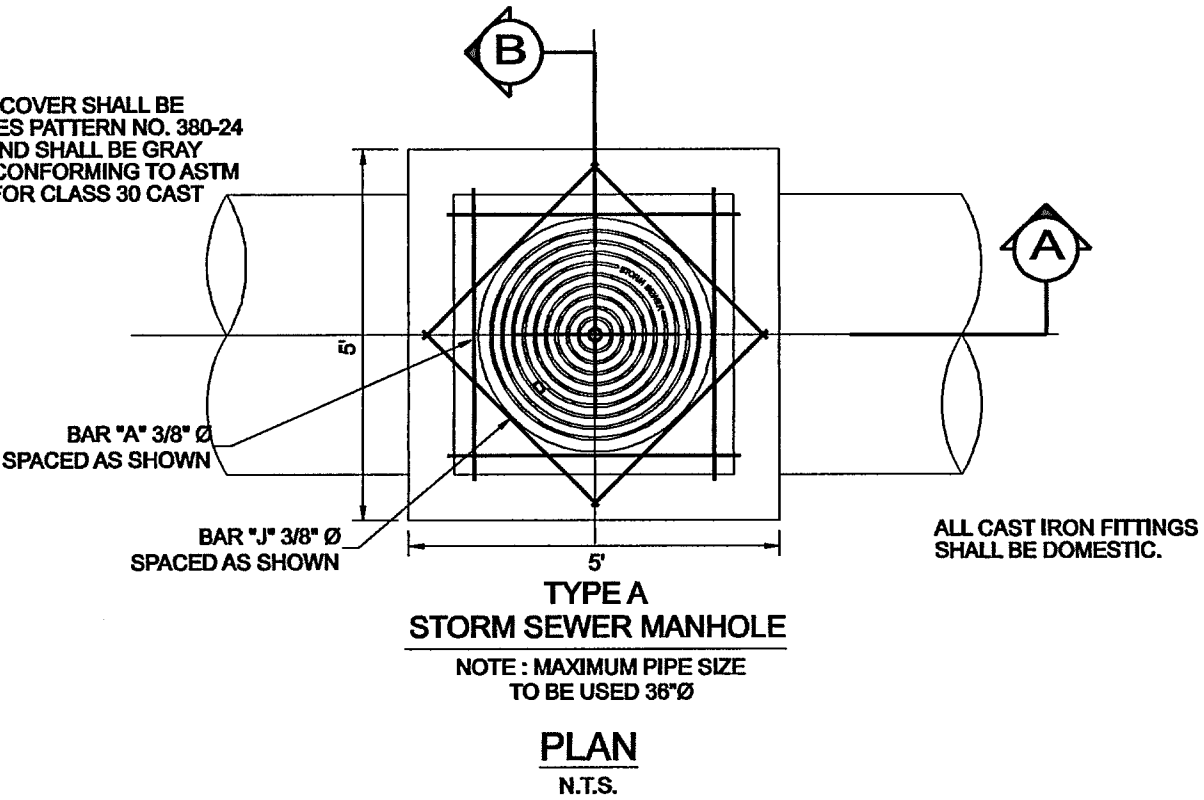 B
COVER SHALL BE
ES PATTERN NO. 380-24
ND SHALL BE GRAY
CONFORMING TO ASTM
FOR CLASS 30 CAST
A
STORM SEWER
5'
BAR "A" 3/8" Ø
SPACED AS SHOWN
BAR "J" 3/8" Ø
SPACED AS SHOWN
5'
ALL CAST IRON FITTINGS
SHALL BE DOMESTIC.
TYPE A
STORM SEWER MANHOLE
NOTE : MAXIMUM PIPE SIZE
TO BE USED 36"Ø
PLAN
N.T.S.